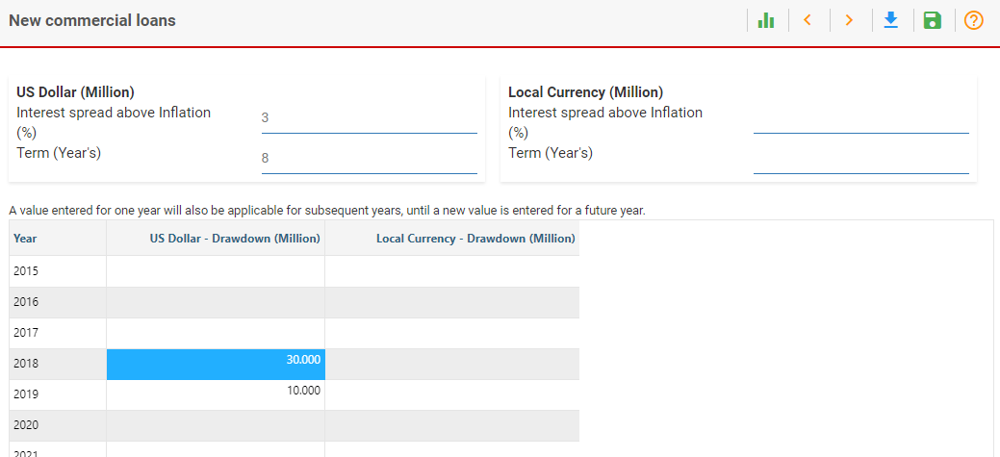 New commercial loans
US Dollar (Million)
Interest spread above Inflation
(%)
3
Term (Year's)
8
Local Currency (Million)
Interest spread above Inflation
(%)
Term (Year's)
A value entered for one year will also be applicable for subsequent years, until a new value is entered for a future year.
Year US Dollar - Drawdown (Million) Local Currency - Drawdown (Million)
2015
2016
2017
2018 30.000
2019 10.000
2020
2021